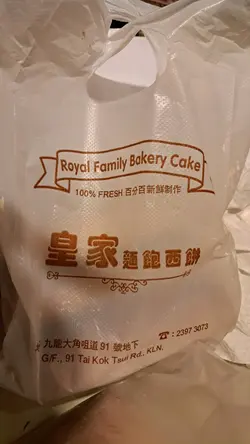 Royal Family Bakery Cake
100% FRESH 百分百新鮮制作
皇家麵飽西餅
九龍大角咀道91號地下
☎: 2397 3073
G/F., 91 Tai Kok Tsui Rd., KLN.